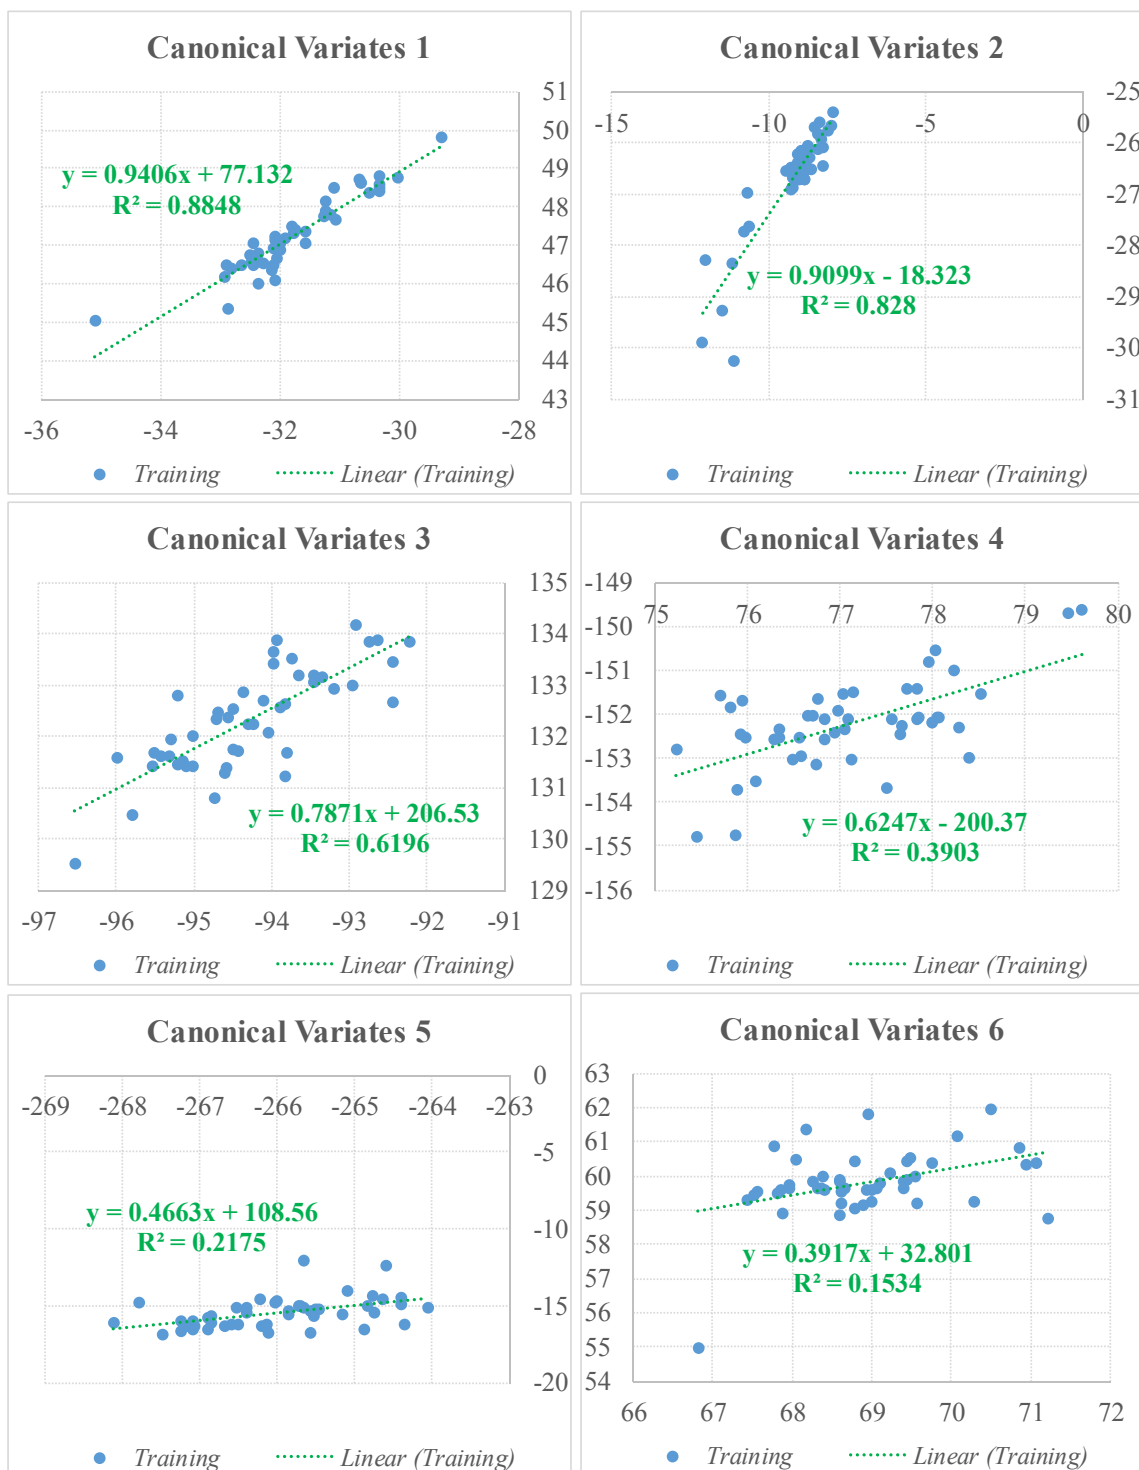 Canonical Variates 1
51
50
49
48
47
46
45
44
43
y = 0.9406x + 77.132
R² = 0.8848
-36 -34 -32 -30 -28
Training Linear (Training)
Canonical Variates 2
-25
-15 -10 -5 0
-26
-27
-28
-29
-30
-31
y = 0.9099x - 18.323
R² = 0.828
Training Linear (Training)
Canonical Variates 3
135
134
133
132
131
130
129
y = 0.7871x + 206.53
R² = 0.6196
-97 -96 -95 -94 -93 -92 -91
Training Linear (Training)
Canonical Variates 4
-149
75 76 77 78 79 80
-150
-151
-152
-153
-154
-155
-156
y = 0.6247x - 200.37
R² = 0.3903
Training Linear (Training)
Canonical Variates 5
0
-269 -268 -267 -266 -265 -264 -263
-5
-10
-15
-20
y = 0.4663x + 108.56
R² = 0.2175
Training Linear (Training)
Canonical Variates 6
63
62
61
60
59
58
57
56
55
54
y = 0.3917x + 32.801
R² = 0.1534
66 67 68 69 70 71 72
Training Linear (Training)